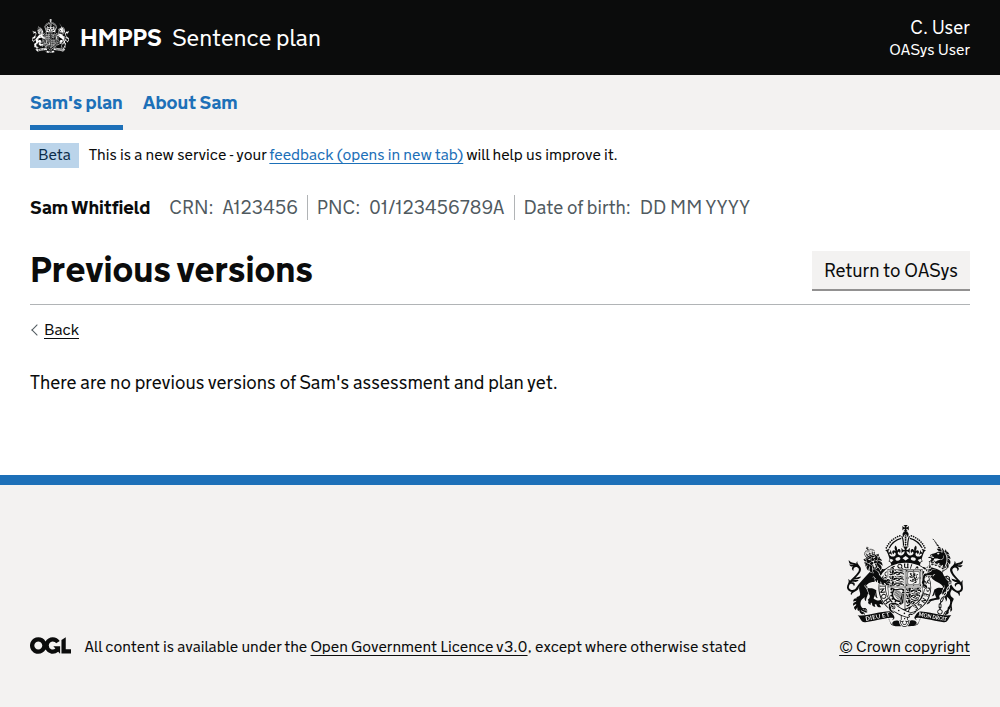 HMPPS Sentence plan
C. User
OASys User
Sam's plan About Sam
Beta This is a new service - your feedback (opens in new tab) will help us improve it.
Sam Whitfield CRN: A123456 PNC: 01/123456789A Date of birth: DD MM YYYY
Previous versions
Return to OASys
Back
There are no previous versions of Sam's assessment and plan yet.
DIEU ET MON DROIT
OGL All content is available under the Open Government Licence v3.0, except where otherwise stated
© Crown copyright